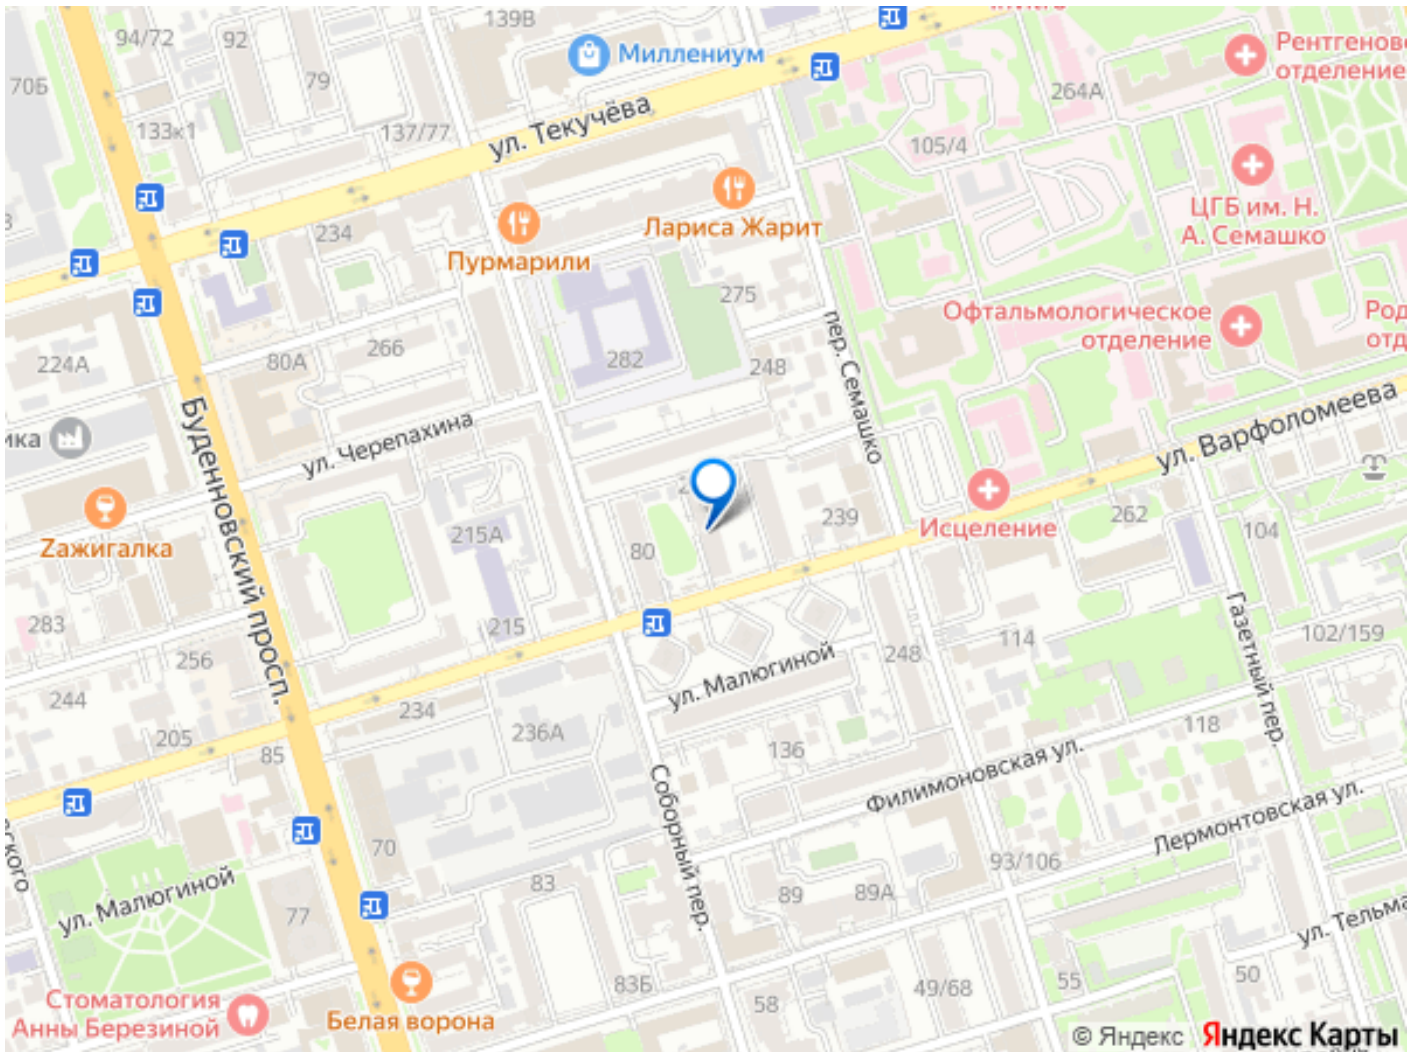 139В
94/72
92
Миллениум
Рентгенов
отделение
70Б
79
264А
133к1
137/77
ул. Текучёва
105/4
ЦГБ им. Н.
А. Семашко
Лариса Жарит
234
Пурмарили
275
Офтальмологическое
отделение
Род
отд
224А
80А
266
282
248
пер. Семашко
ул. Варфоломеева
Буденновский просп.
ул. Черепахина
ика
Zажигалка
215А
80
239
Исцеление
262
104
283
215
Газетный пер.
102/159
256
114
244
ул. Малюгиной
248
205
234
236А
118
85
136
Филимоновская ул.
Соборный пер.
Лермонтовская ул.
70
93/106
83
89
89А
ул. Малюгиной
77
ул. Тельма
83Б
58
49/68
55
50
Стоматология
Анны Березиной
Белая ворона
© Яндекс Яндекс Карты